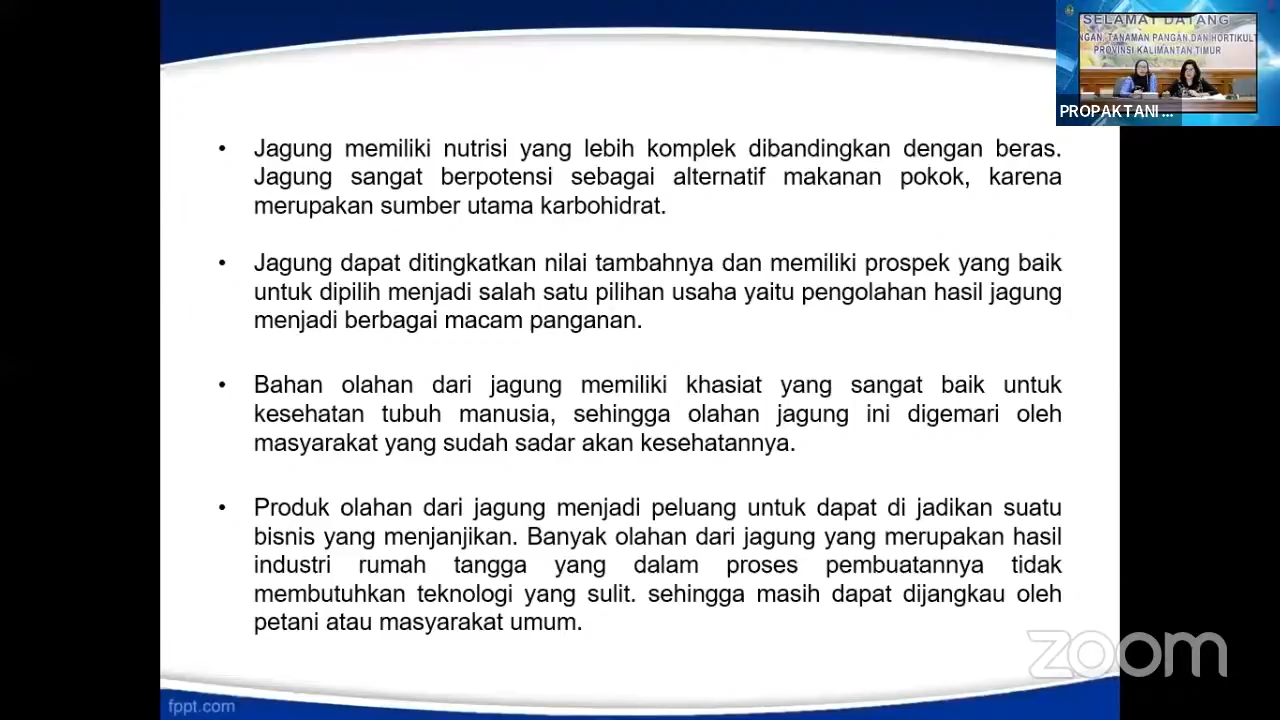 SELAMAT DATANG
NGAN, TANAMAN PANGAN DAN HORTIKULT
PROVINSI KALIMANTAN TIMUR
PROPAKTANI ...
• Jagung memiliki nutrisi yang lebih komplek dibandingkan dengan beras.
Jagung sangat berpotensi sebagai alternatif makanan pokok, karena
merupakan sumber utama karbohidrat.
• Jagung dapat ditingkatkan nilai tambahnya dan memiliki prospek yang baik
untuk dipilih menjadi salah satu pilihan usaha yaitu pengolahan hasil jagung
menjadi berbagai macam panganan.
• Bahan olahan dari jagung memiliki khasiat yang sangat baik untuk
kesehatan tubuh manusia, sehingga olahan jagung ini digemari oleh
masyarakat yang sudah sadar akan kesehatannya.
• Produk olahan dari jagung menjadi peluang untuk dapat di jadikan suatu
bisnis yang menjanjikan. Banyak olahan dari jagung yang merupakan hasil
industri rumah tangga yang dalam proses pembuatannya tidak
membutuhkan teknologi yang sulit. sehingga masih dapat dijangkau oleh
petani atau masyarakat umum.
zoom
fppt.com